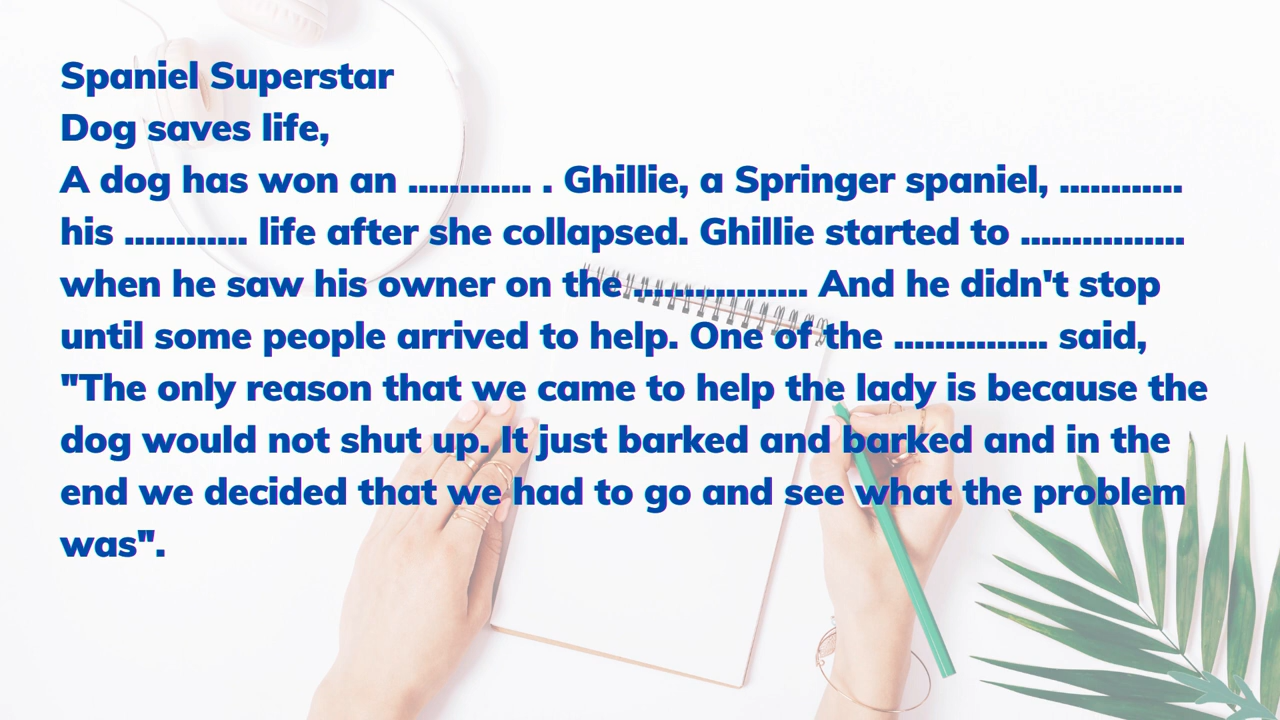 Spaniel Superstar
Dog saves life,
A dog has won an ............ . Ghillie, a Springer spaniel, ............
his ............ life after she collapsed. Ghillie started to ................
when he saw his owner on the ................. And he didn't stop
until some people arrived to help. One of the ............... said,
"The only reason that we came to help the lady is because the
dog would not shut up. It just barked and barked and in the
end we decided that we had to go and see what the problem
was".